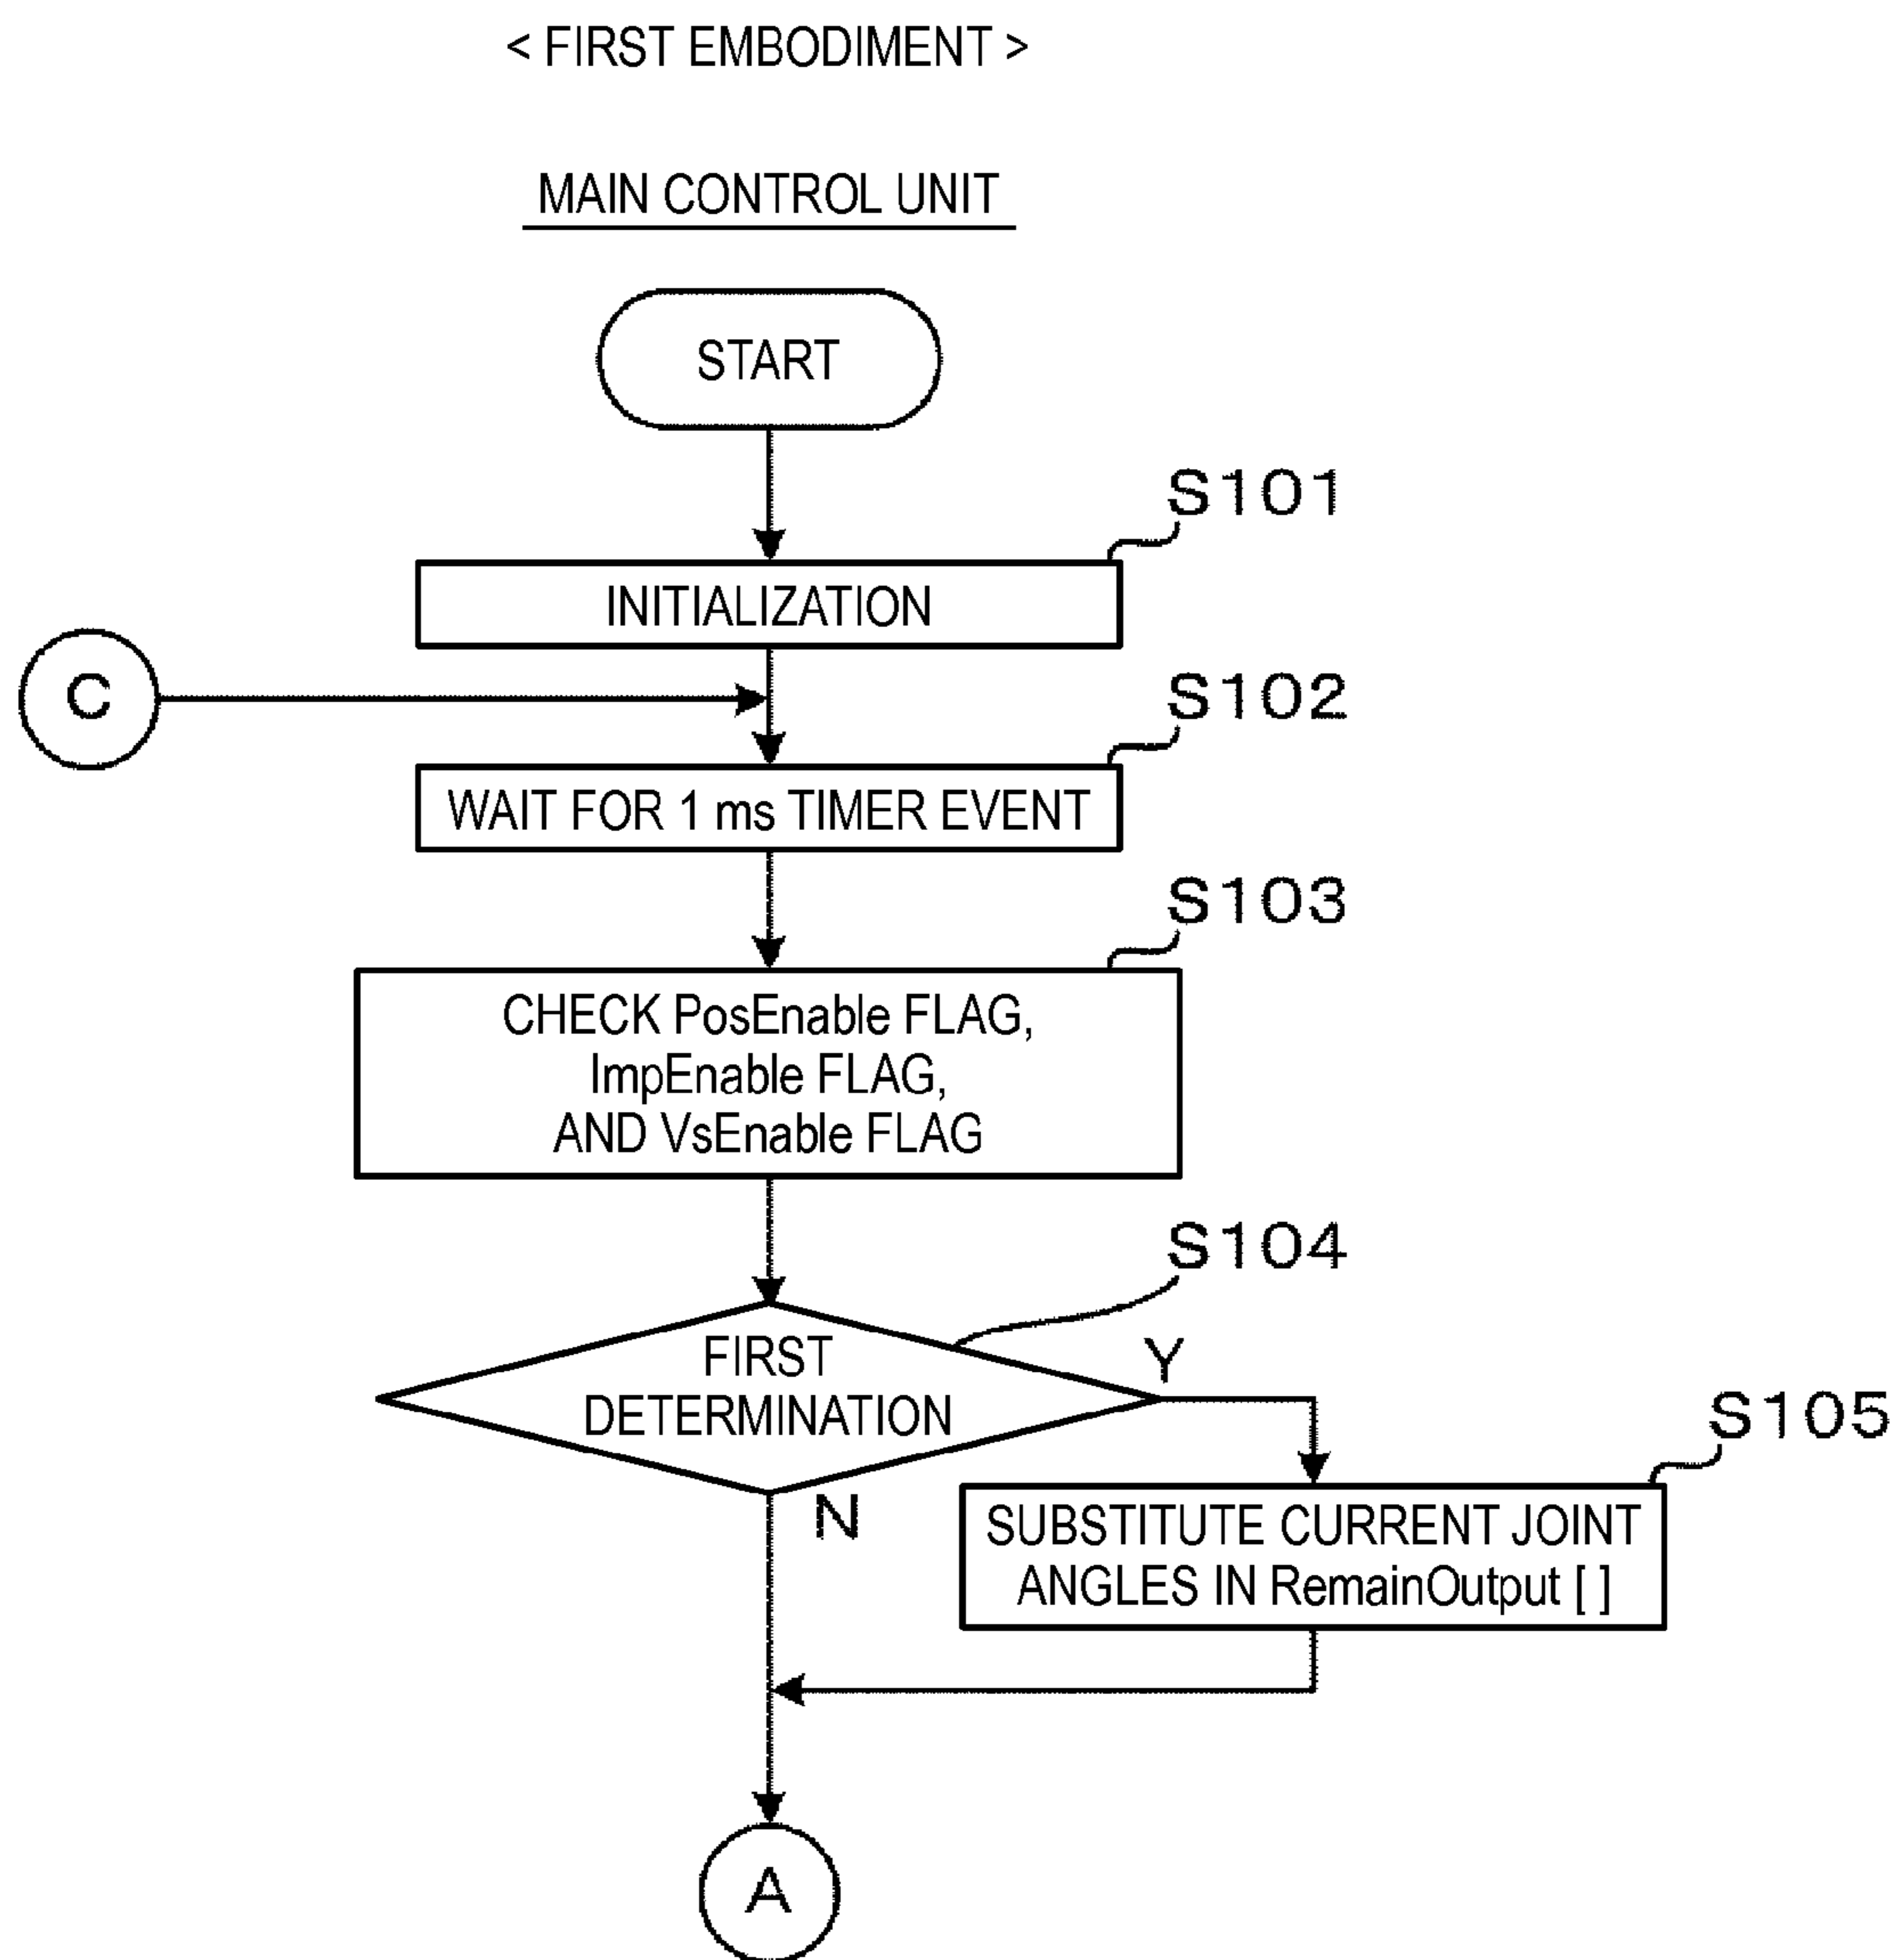 < FIRST EMBODIMENT >
MAIN CONTROL UNIT
START
S101
INITIALIZATION
C
S102
WAIT FOR 1 ms TIMER EVENT
S103
CHECK PosEnable FLAG,
ImpEnable FLAG,
AND VsEnable FLAG
S104
FIRST
DETERMINATION
Y
N
S105
SUBSTITUTE CURRENT JOINT
ANGLES IN RemainOutput [ ]
A